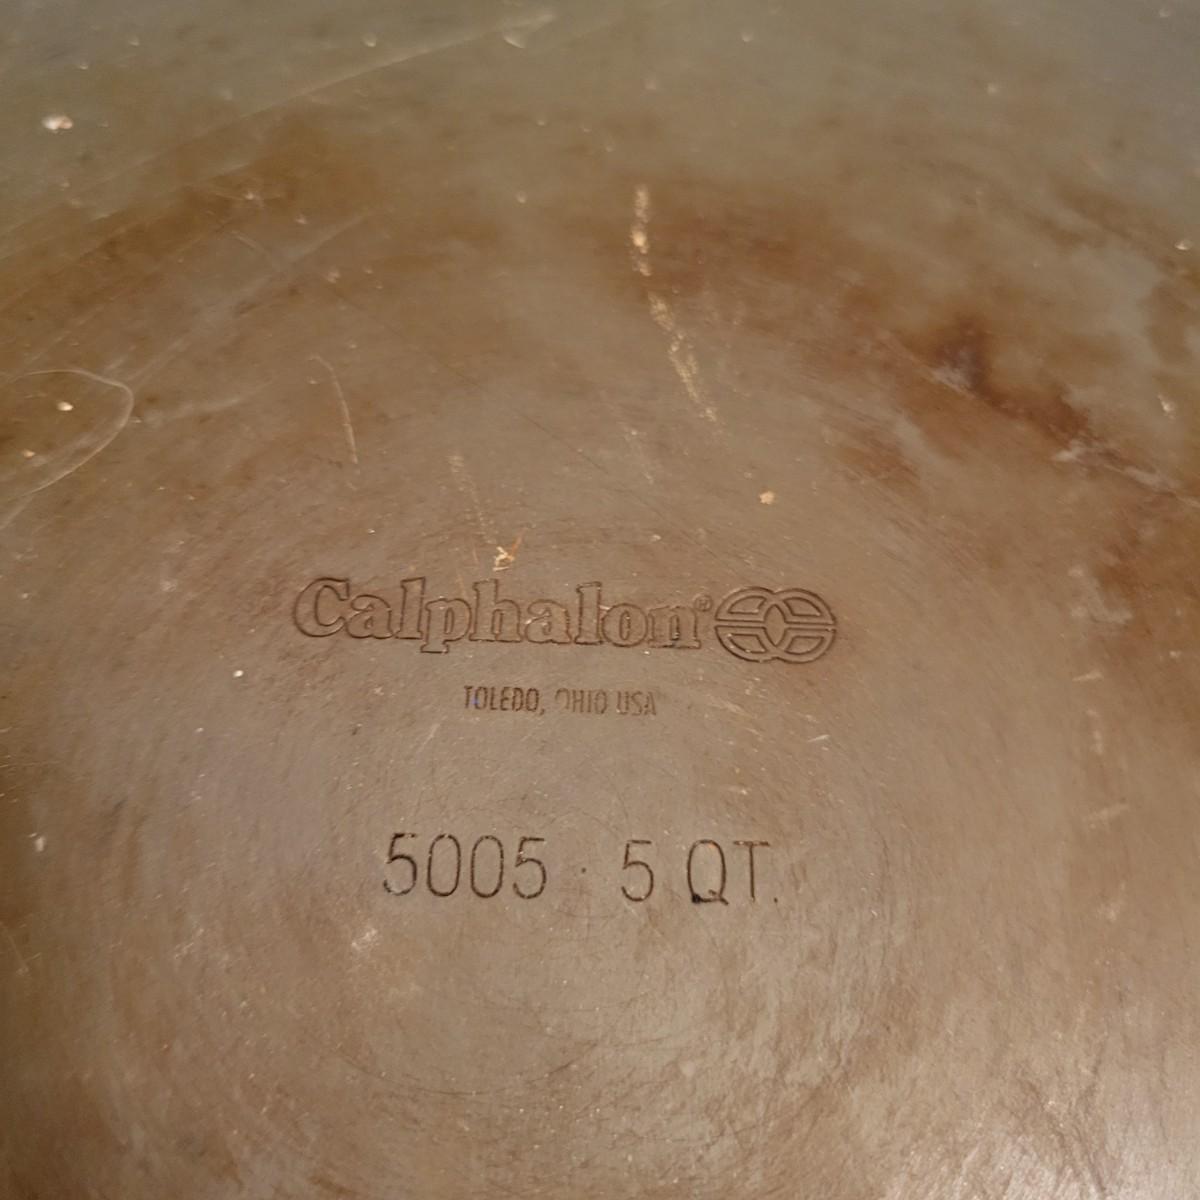 Calphalon®
TOLEDO, OHIO USA
5005 · 5 QT.